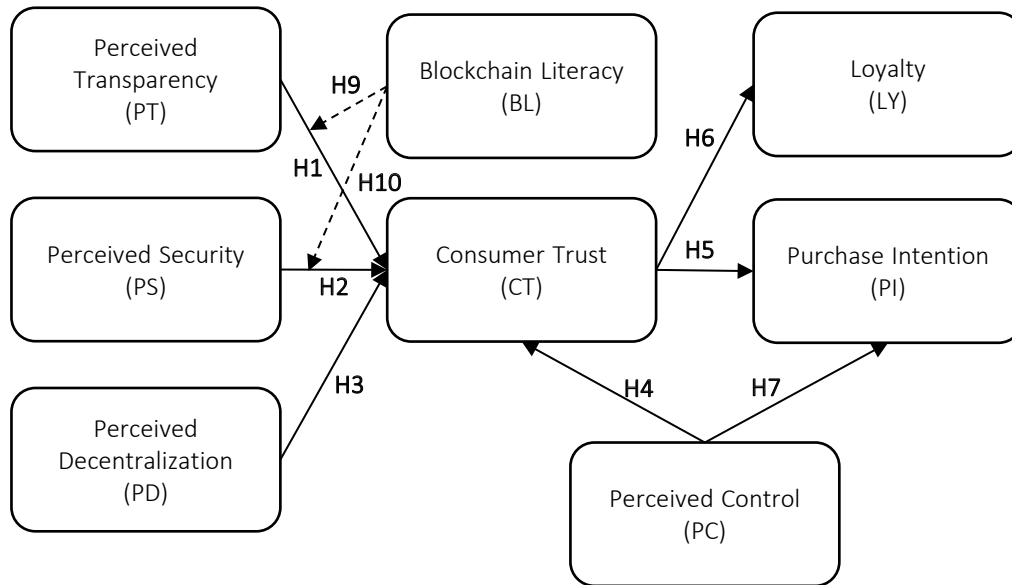 Perceived
Transparency
(PT)
Blockchain Literacy
(BL)
Loyalty
(LY)
H9
H1
H10
H6
Perceived Security
(PS)
H2
Consumer Trust
(CT)
H5
Purchase Intention
(PI)
H3
H4
H7
Perceived
Decentralization
(PD)
Perceived Control
(PC)